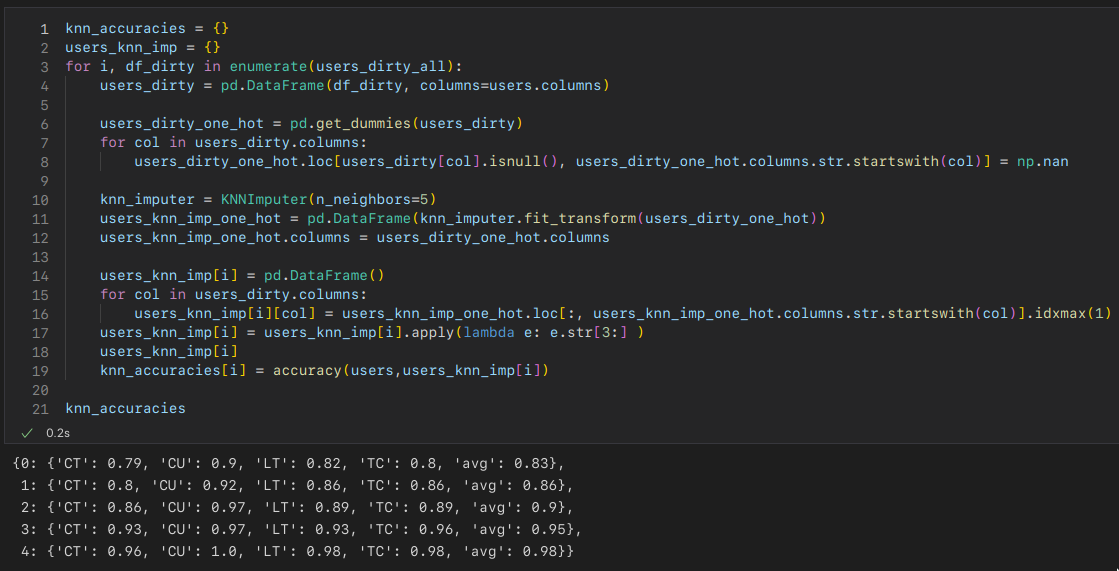 1 knn_accuracies = {}
2 users_knn_imp = {}
3 for i, df_dirty in enumerate(users_dirty_all):
4     users_dirty = pd.DataFrame(df_dirty, columns=users.columns)
5
6     users_dirty_one_hot = pd.get_dummies(users_dirty)
7     for col in users_dirty.columns:
8         users_dirty_one_hot.loc[users_dirty[col].isnull(), users_dirty_one_hot.columns.str.startswith(col)] = np.nan
9
10     knn_imputer = KNNImputer(n_neighbors=5)
11     users_knn_imp_one_hot = pd.DataFrame(knn_imputer.fit_transform(users_dirty_one_hot))
12     users_knn_imp_one_hot.columns = users_dirty_one_hot.columns
13
14     users_knn_imp[i] = pd.DataFrame()
15     for col in users_dirty.columns:
16         users_knn_imp[i][col] = users_knn_imp_one_hot.loc[:, users_knn_imp_one_hot.columns.str.startswith(col)].idxmax(1)
17     users_knn_imp[i] = users_knn_imp[i].apply(lambda e: e.str[3:] )
18     users_knn_imp[i]
19     knn_accuracies[i] = accuracy(users,users_knn_imp[i])
20
21 knn_accuracies
✓ 0.2s
{0: {'CT': 0.79, 'CU': 0.9, 'LT': 0.82, 'TC': 0.8, 'avg': 0.83},
 1: {'CT': 0.8, 'CU': 0.92, 'LT': 0.86, 'TC': 0.86, 'avg': 0.86},
 2: {'CT': 0.86, 'CU': 0.97, 'LT': 0.89, 'TC': 0.89, 'avg': 0.9},
 3: {'CT': 0.93, 'CU': 0.97, 'LT': 0.93, 'TC': 0.96, 'avg': 0.95},
 4: {'CT': 0.96, 'CU': 1.0, 'LT': 0.98, 'TC': 0.98, 'avg': 0.98}}